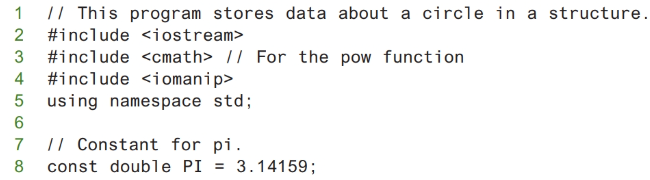 1 // This program stores data about a circle in a structure.
2 #include <iostream>
3 #include <cmath> // For the pow function
4 #include <iomanip>
5 using namespace std;
6
7 // Constant for pi.
8 const double PI = 3.14159;